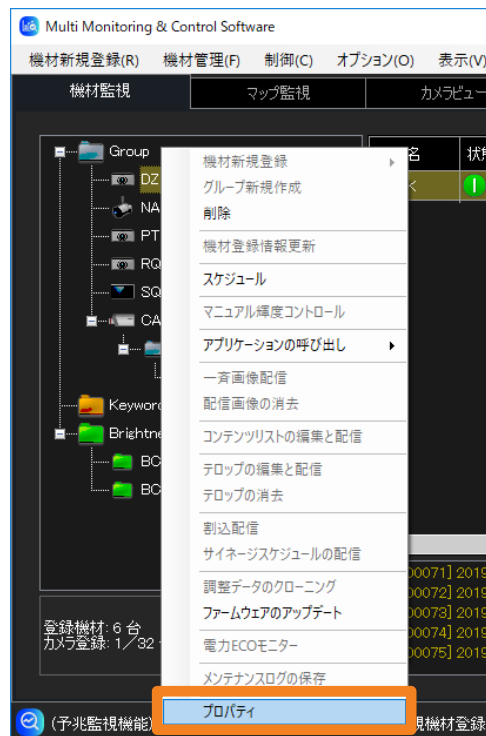 Multi Monitoring & Control Software
機材新規登録(R) 機材管理(F) 制御(C) オプション(O) 表示(V)
機材監視 マップ監視 カメラビュー
Group
DZ
NA
PT
RQ
SQ
CA
Keyword
Brightne
BC
BC
名 状態
機材新規登録
グループ新規作成
削除
機材登録情報更新
スケジュール
マニュアル輝度コントロール
アプリケーションの呼び出し
一斉画像配信
配信画像の消去
コンテンツリストの編集と配信
テロップの編集と配信
テロップの消去
割込配信
サイネージスケジュールの配信
調整データのクローニング
ファームウェアのアップデート
電力ECOモニター
メンテナンスログの保存
プロパティ
00071] 2019
00072] 2019
00073] 2019
00074] 2019
00075] 2019
登録機材: 6 台
カメラ登録: 1/32
(予兆監視機能) 視機材登録